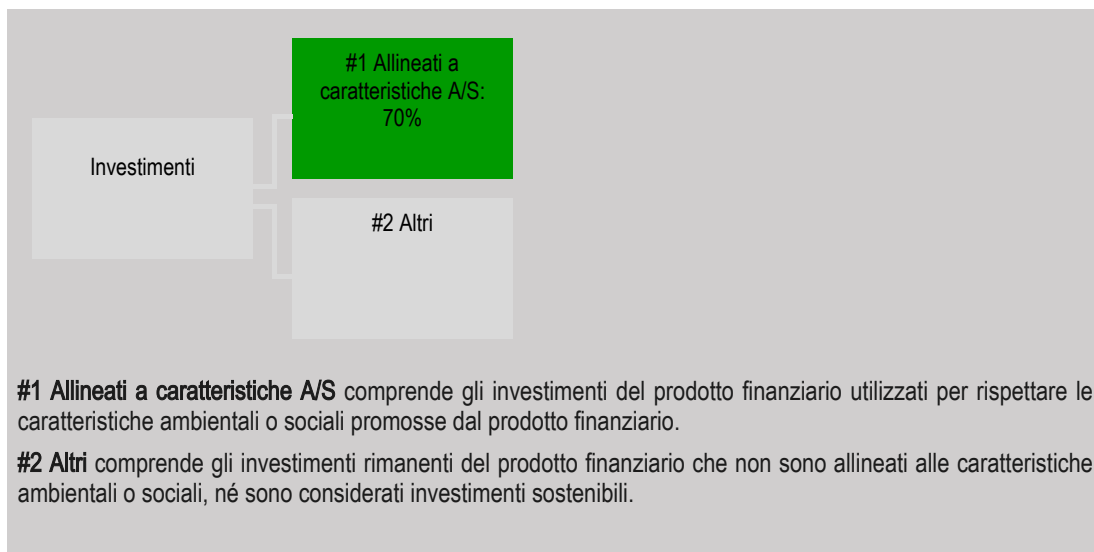 #1 Allineati a
caratteristiche A/S:
70%
Investimenti
#2 Altri
#1 Allineati a caratteristiche A/S comprende gli investimenti del prodotto finanziario utilizzati per rispettare le
caratteristiche ambientali o sociali promosse dal prodotto finanziario.
#2 Altri comprende gli investimenti rimanenti del prodotto finanziario che non sono allineati alle caratteristiche
ambientali o sociali, né sono considerati investimenti sostenibili.